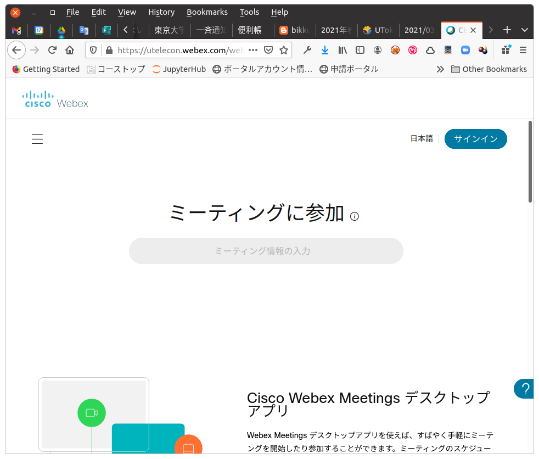 File Edit View History Bookmarks Tools Help
東京大学 一斉通知 便利帳 bikku 2021年 UTok 2021/0
https://utelecon.webex.com/we
Getting Started コーストップ JupyterHub ポータルアカウント情… 申請ポータル Other Bookmarks
CISCO Webex
日本語 サインイン
ミーティングに参加
ミーティング情報の入力
Cisco Webex Meetings デスクトップ
アプリ
Webex Meetings デスクトップアプリを使えば、すばやく手軽にミーテ
ィングを開始したり参加することができます。ミーティングのスケジュー